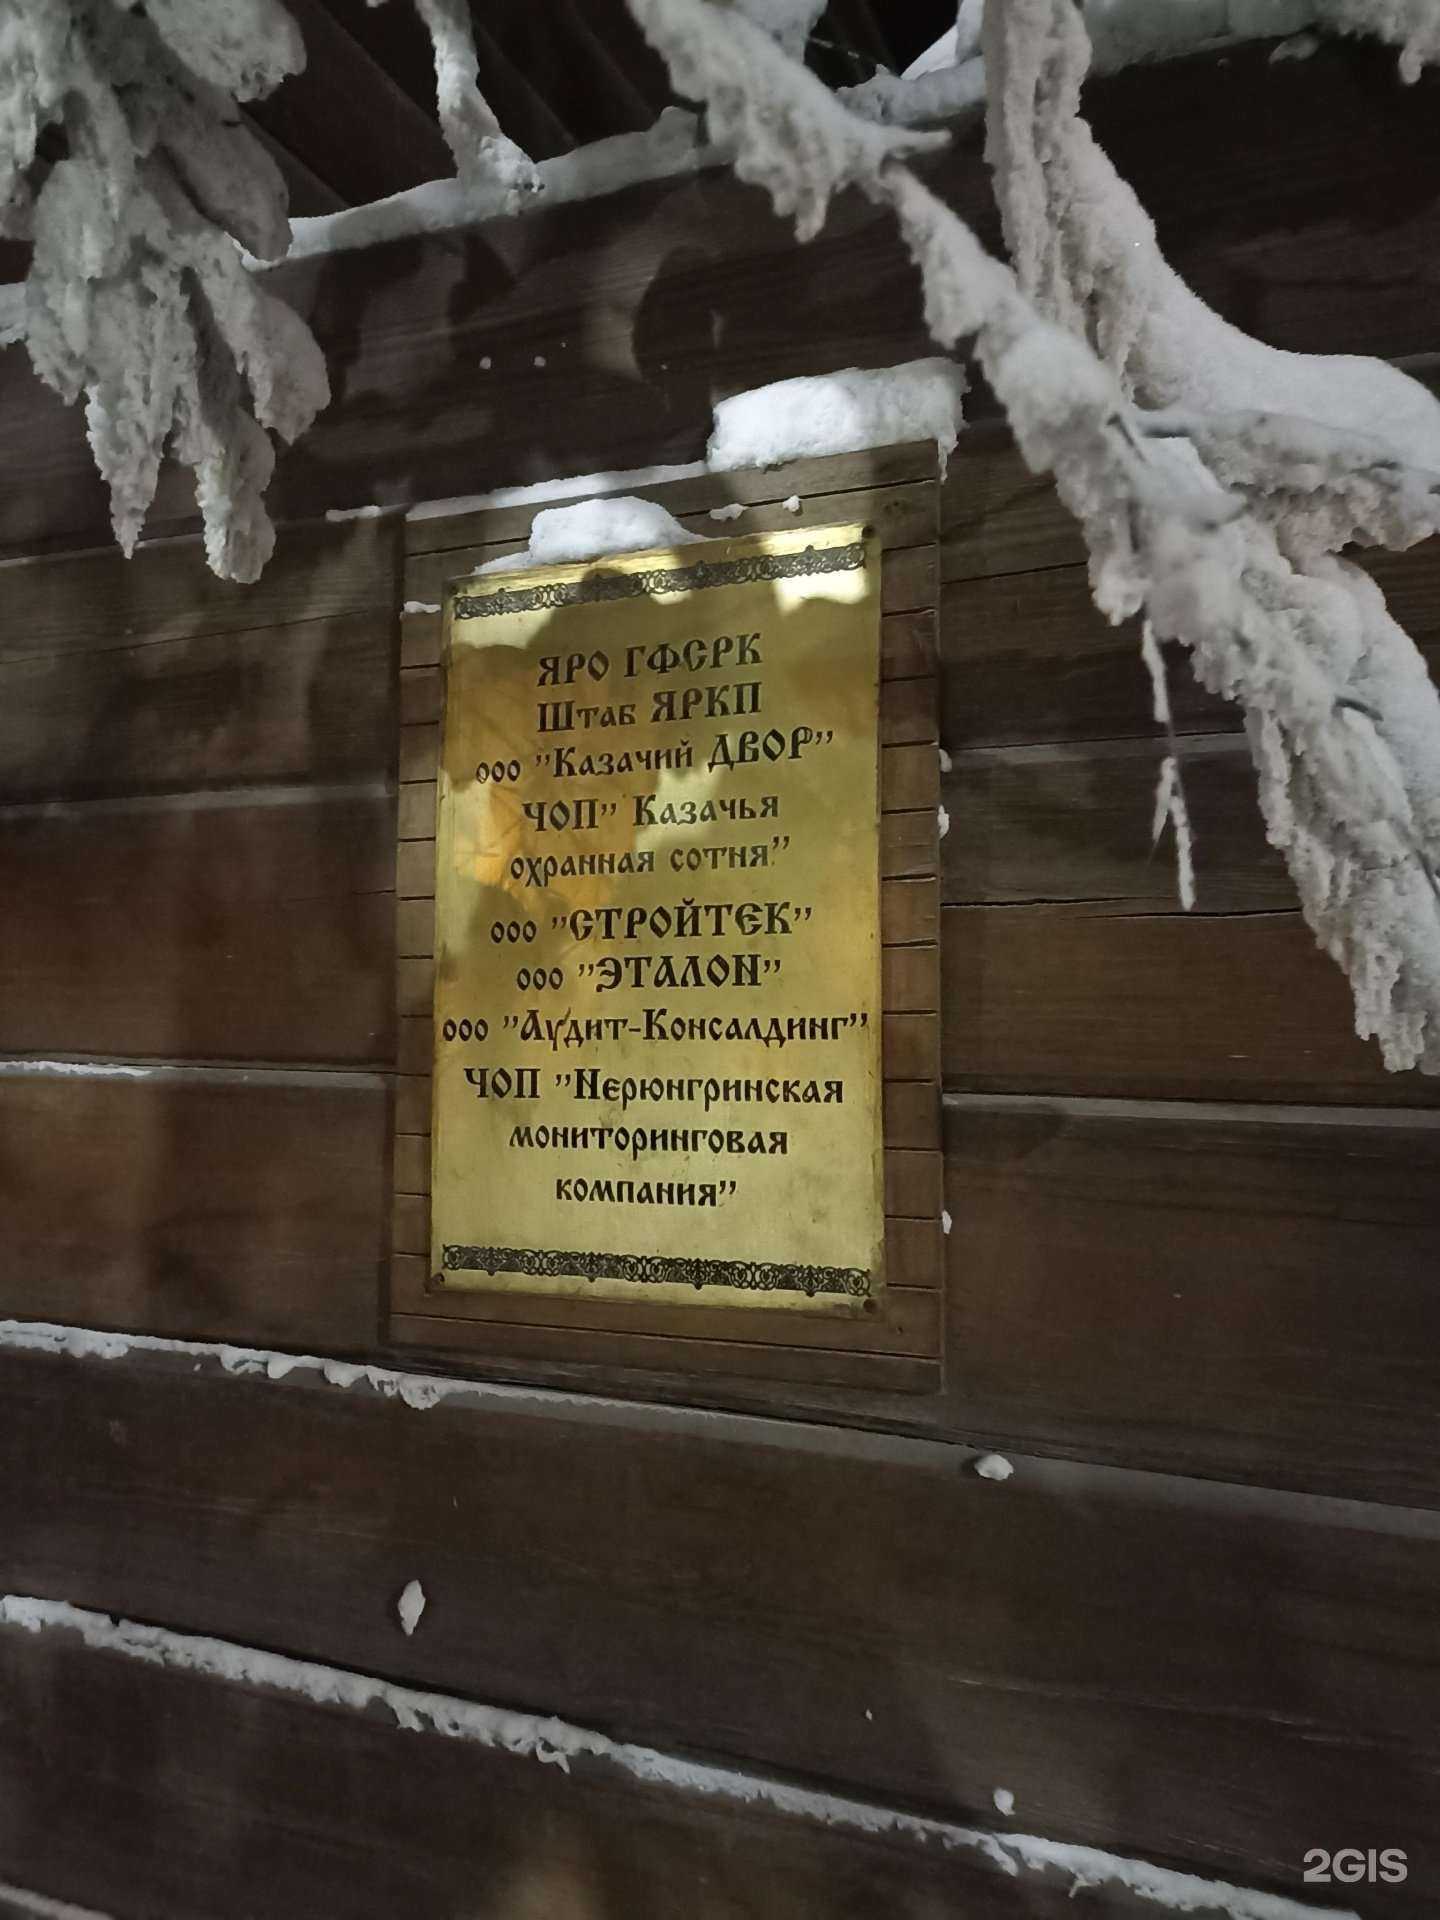 ЯРО ГФСРК
Штаб ЯРКП
ооо "Казачий ДВОР"
ЧОП" Казачья
охранная сотня"
ооо "СТРОЙТЕК"
ооо "ЭТАЛОН"
ооо "Аудит-Консалдинг"
ЧОП "Нерюнгринская
мониторинговая
компания"
2GIS